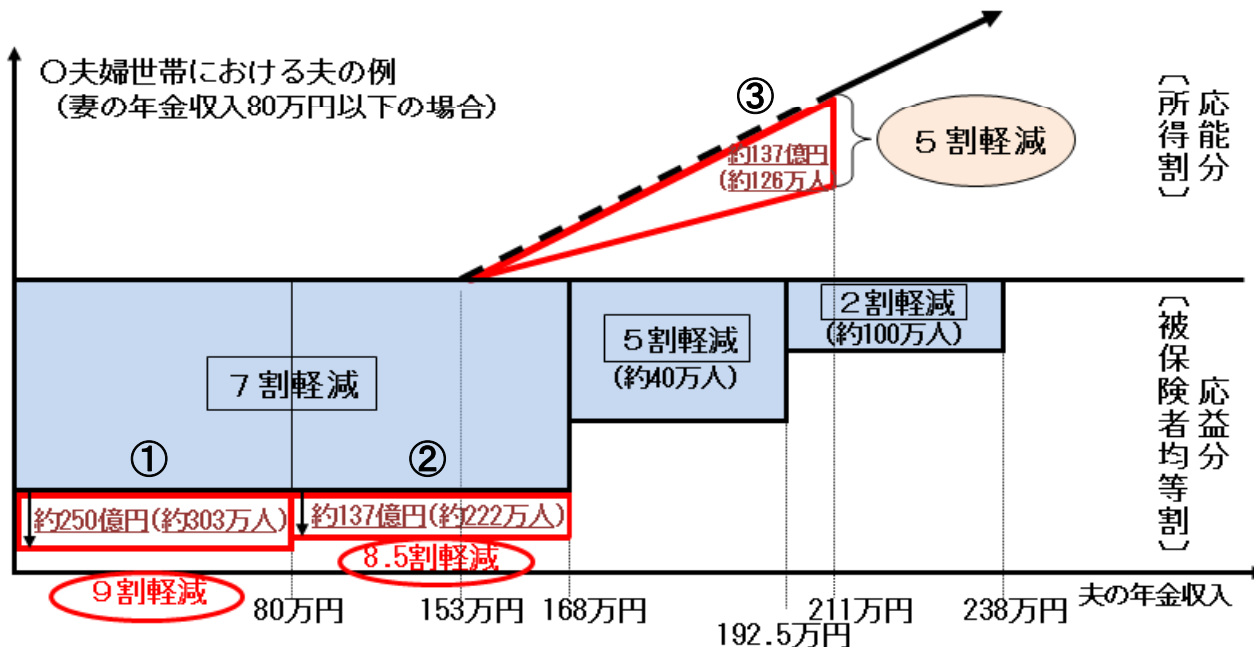 ○夫婦世帯における夫の例
(妻の年金収入80万円以下の場合)
③
約137億円
(約126万人
5割軽減
応能分
〔所得割〕
7割軽減
5割軽減
(約40万人)
2割軽減
(約100万人)
応益分
〔被保険者均等割〕
①
②
約250億円(約303万人)
約137億円(約222万人)
9割軽減
8.5割軽減
80万円
153万円
168万円
192.5万円
211万円
238万円
夫の年金収入